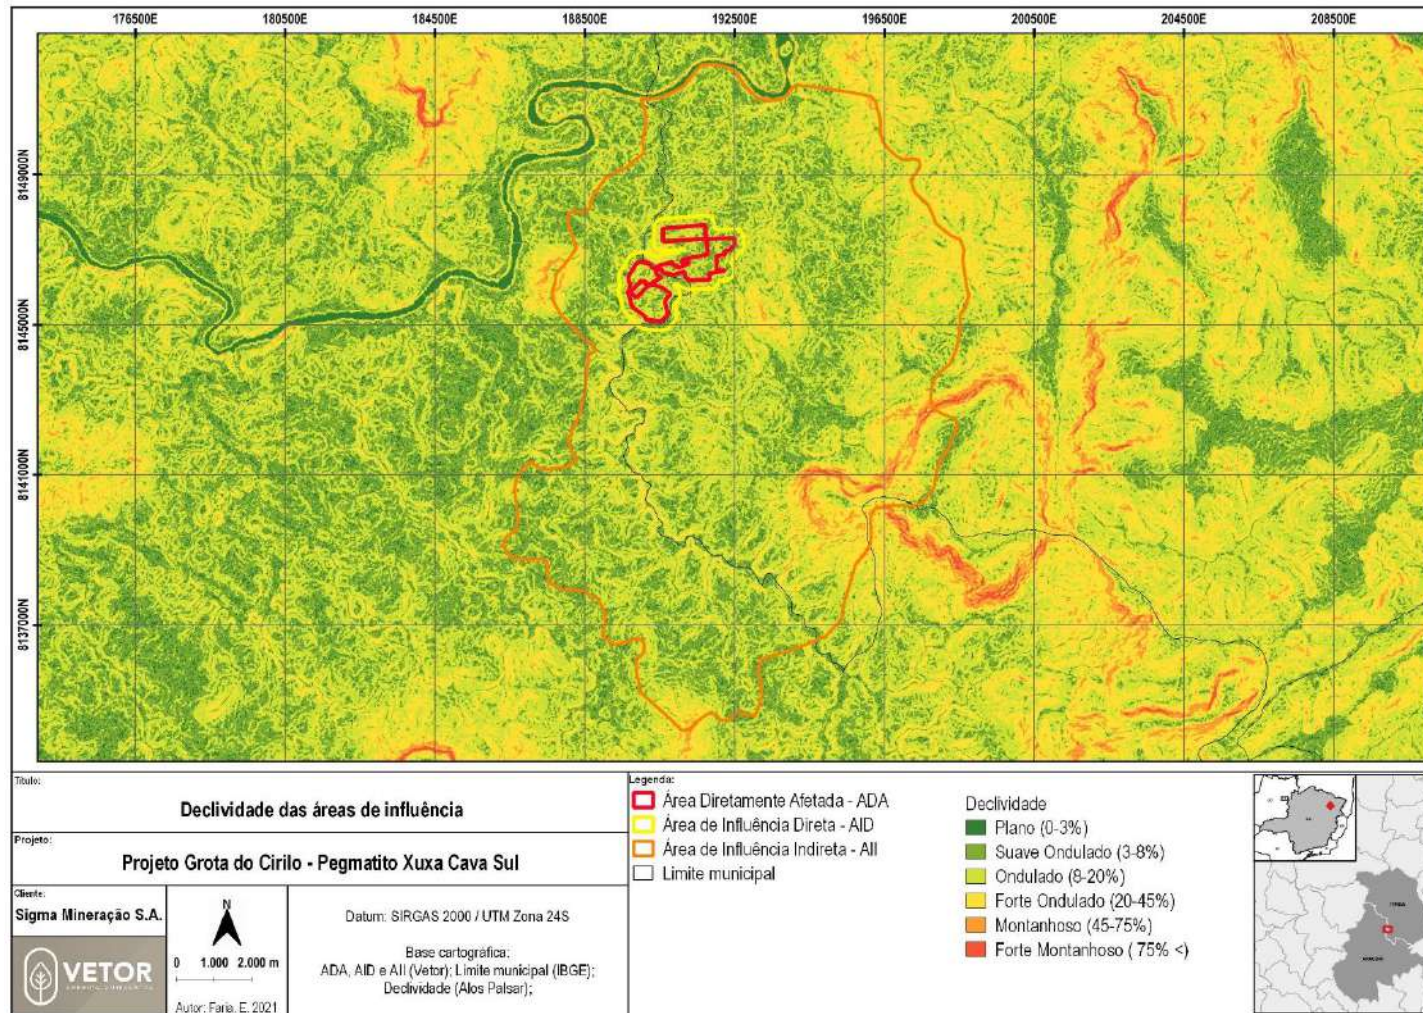 176500E 180500E 184500E 188500E 192500E 196500E 200500E 204500E 208500E
8149000N
8145000N
8141000N
8137000N
Título:
Declividade das áreas de influência
Projeto:
Projeto Grota do Cirilo - Pegmatito Xuxa Cava Sul
Cliente:
Sigma Mineração S.A.
VETOR
N
0 1.000 2.000 m
Autor: Faria, E. 2021
Datum: SIRGAS 2000 / UTM Zona 24S
Base cartográfica:
ADA, AID e AII (Vetor); Limite municipal (IBGE);
Declividade (Alos Palsar);
Legenda:
Área Diretamente Afetada - ADA
Área de Influência Direta - AID
Área de Influência Indireta - AII
Limite municipal
Declividade
Plano (0-3%)
Suave Ondulado (3-8%)
Ondulado (8-20%)
Forte Ondulado (20-45%)
Montanhoso (45-75%)
Forte Montanhoso ( 75% <)